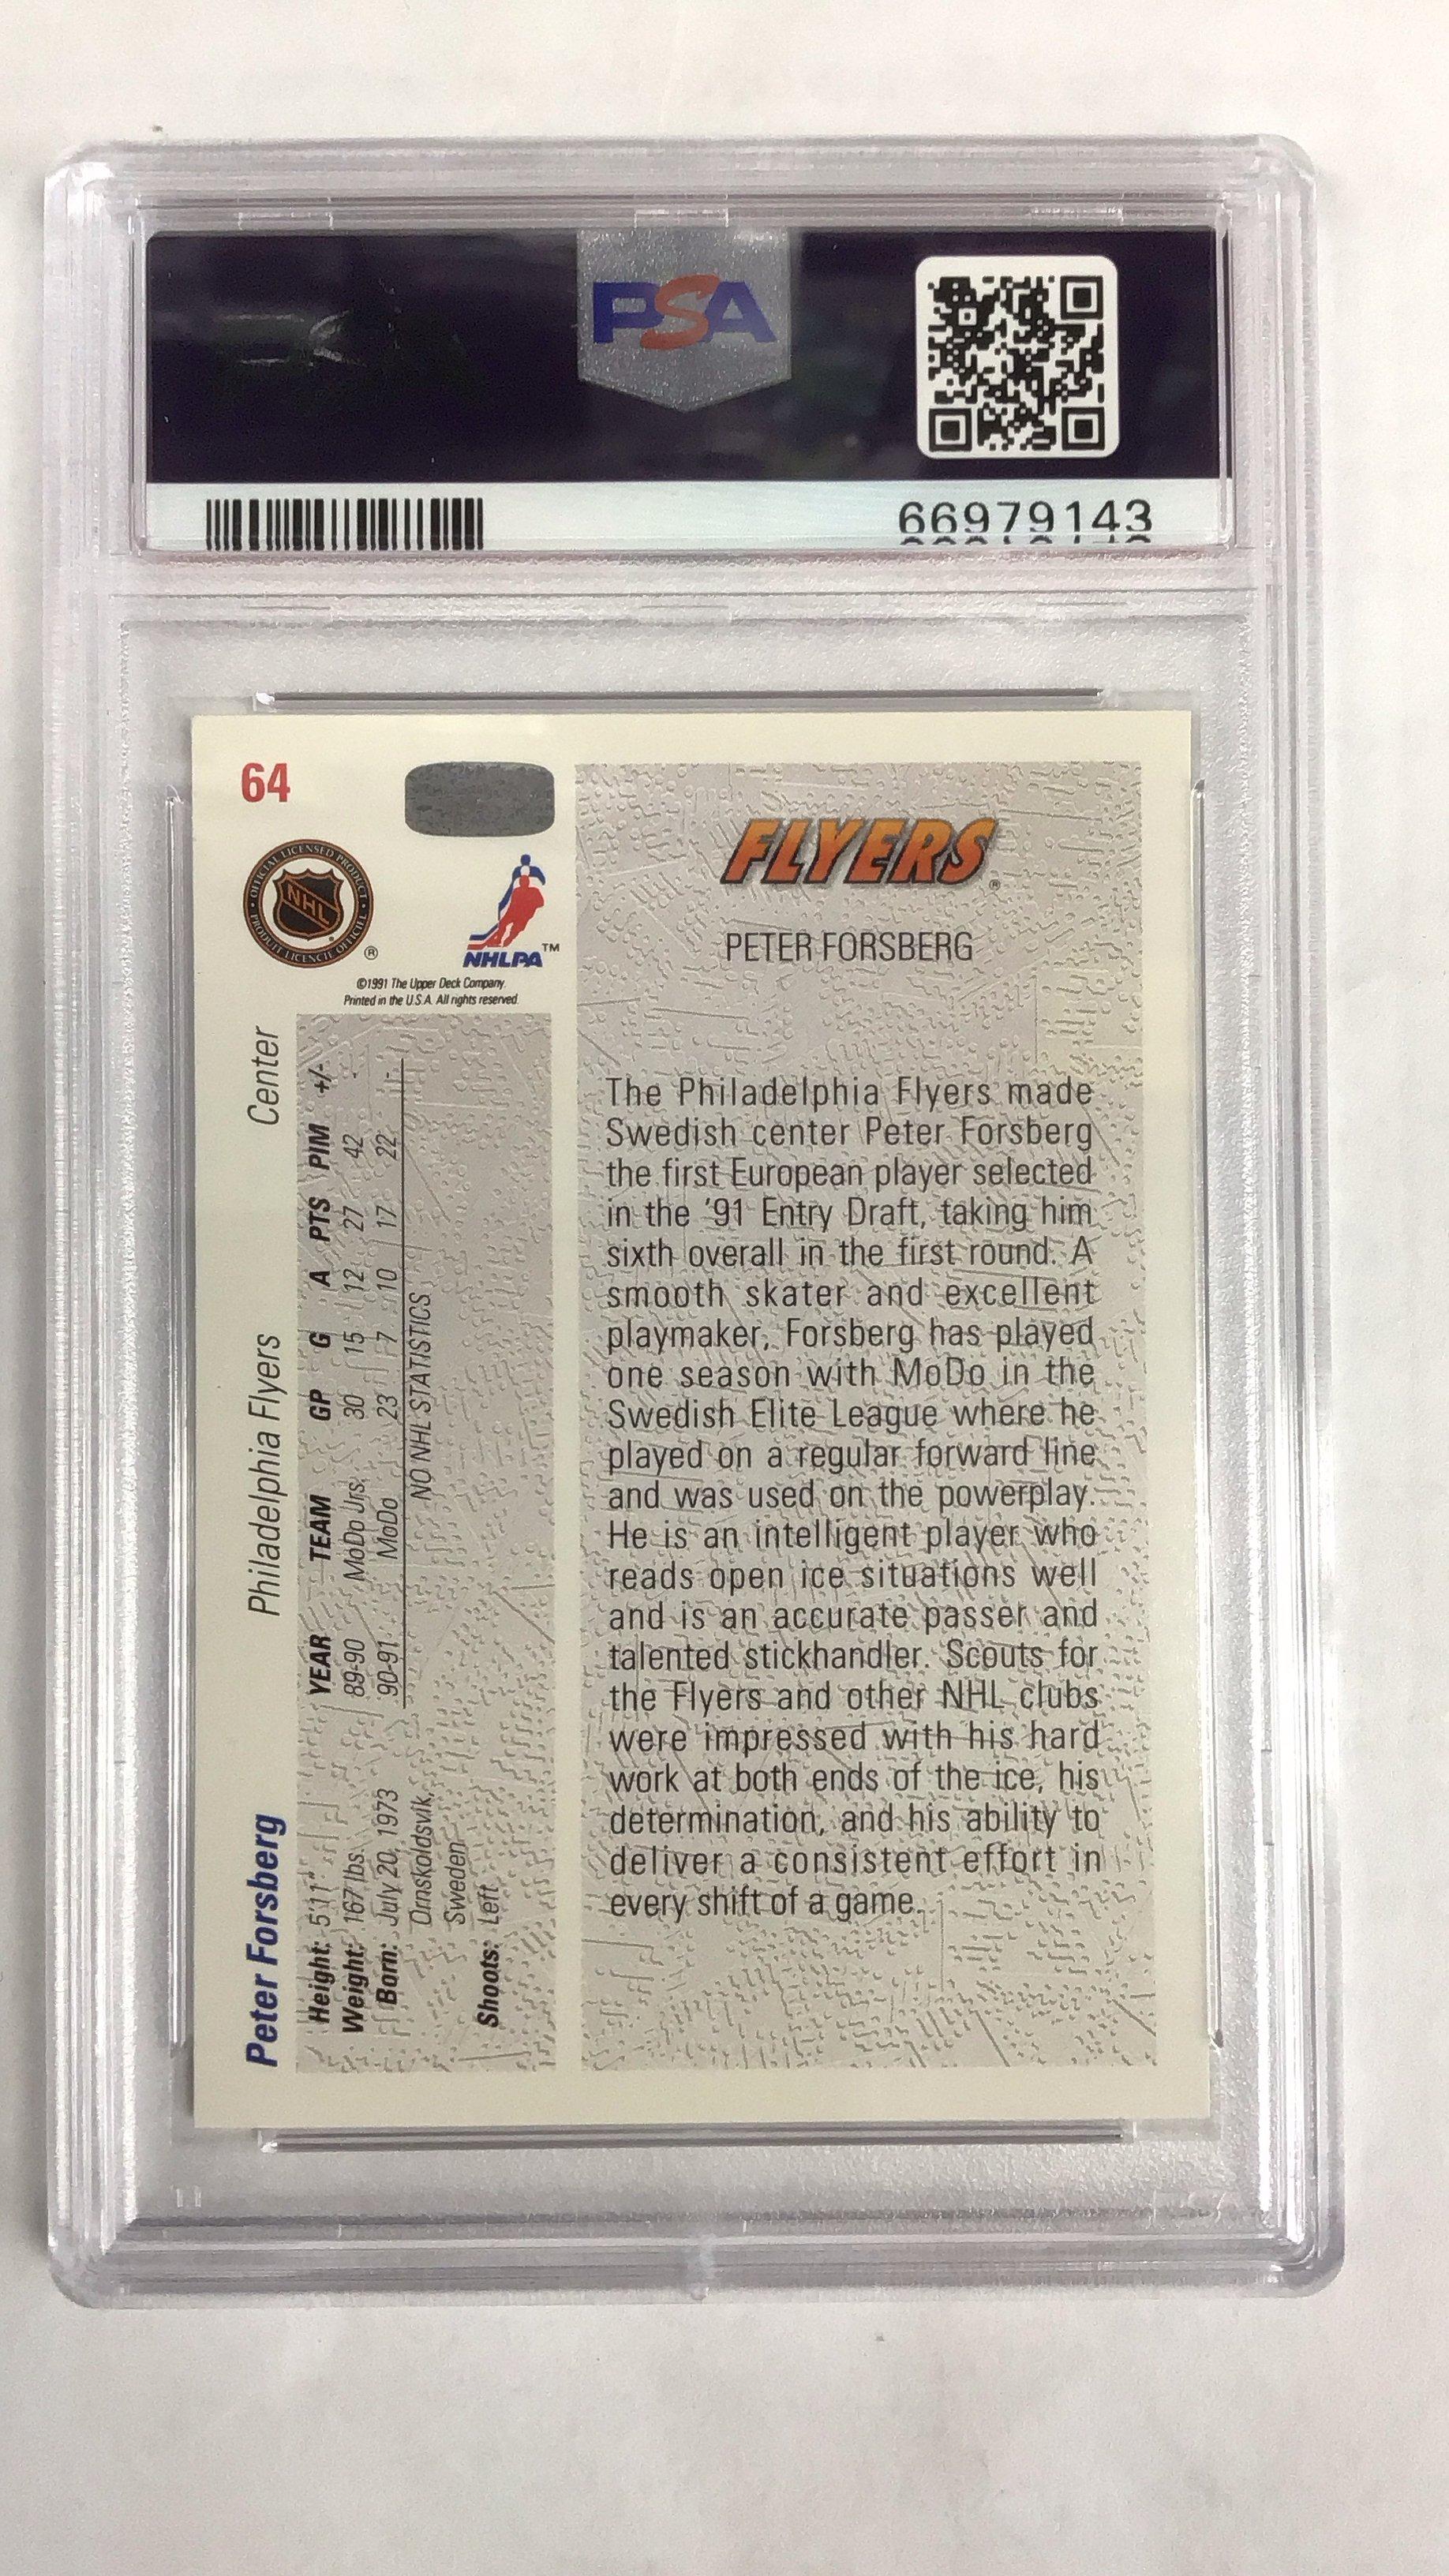 PSA
66979143
64
OFFICIAL LICENSED PRODUCT
NHL
PRODUIT LICENCIE OFFICIEL
®
NHLPA™
©1991 The Upper Deck Company.
Printed in the U.S.A. All rights reserved.
Peter Forsberg Philadelphia Flyers Center
Height: 5'11"
Weight: 167 lbs.
Born: July 20, 1973
Ornskoldsvik,
Sweden
Shoots: Left
YEAR TEAM GP G A PTS PIM +/-
89-90 MoDo Jrs. 30 15 12 27 42 -
90-91 MoDo 23 7 10 17 22 -
NO NHL STATISTICS
FLYERS®
PETER FORSBERG
The Philadelphia Flyers made
Swedish center Peter Forsberg
the first European player selected
in the '91 Entry Draft, taking him
sixth overall in the first round. A
smooth skater and excellent
playmaker, Forsberg has played
one season with MoDo in the
Swedish Elite League where he
played on a regular forward line
and was used on the powerplay.
He is an intelligent player who
reads open ice situations well
and is an accurate passer and
talented stickhandler. Scouts for
the Flyers and other NHL clubs
were impressed with his hard
work at both ends of the ice, his
determination, and his ability to
deliver a consistent effort in
every shift of a game.